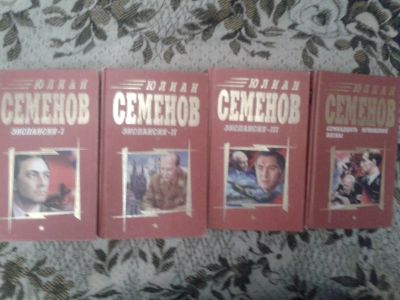 ЮЛИАН
СЕМЕНОВ
ЭКСПАНСИЯ-I
ЮЛИАН
СЕМЕНОВ
ЭКСПАНСИЯ-II
ЮЛИАН
СЕМЕНОВ
ЭКСПАНСИЯ-III
ЮЛИАН
СЕМЕНОВ
СЕМНАДЦАТЬ МГНОВЕНИЙ
ВЕСНЫ